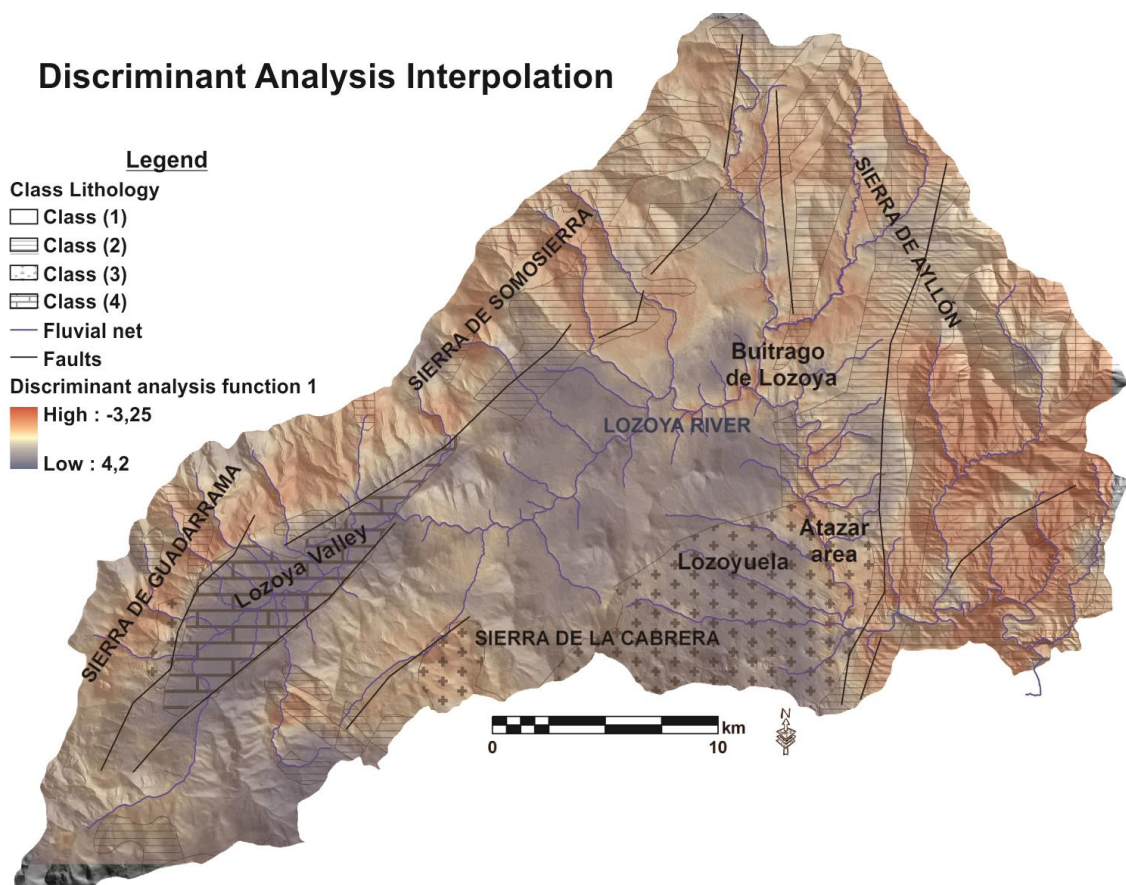 Discriminant Analysis Interpolation
Legend
Class Lithology
Class (1)
Class (2)
Class (3)
Class (4)
Fluvial net
Faults
Discriminant analysis function 1
High : -3,25
Low : 4,2
SIERRA DE SOMOSIERRA
SIERRA DE AYLLÓN
Buitrago
de Lozoya
LOZOYA RIVER
SIERRA DE GUADARRAMA
Lozoya Valley
Atazar
area
Lozoyuela
SIERRA DE LA CABRERA
0 10 km
N